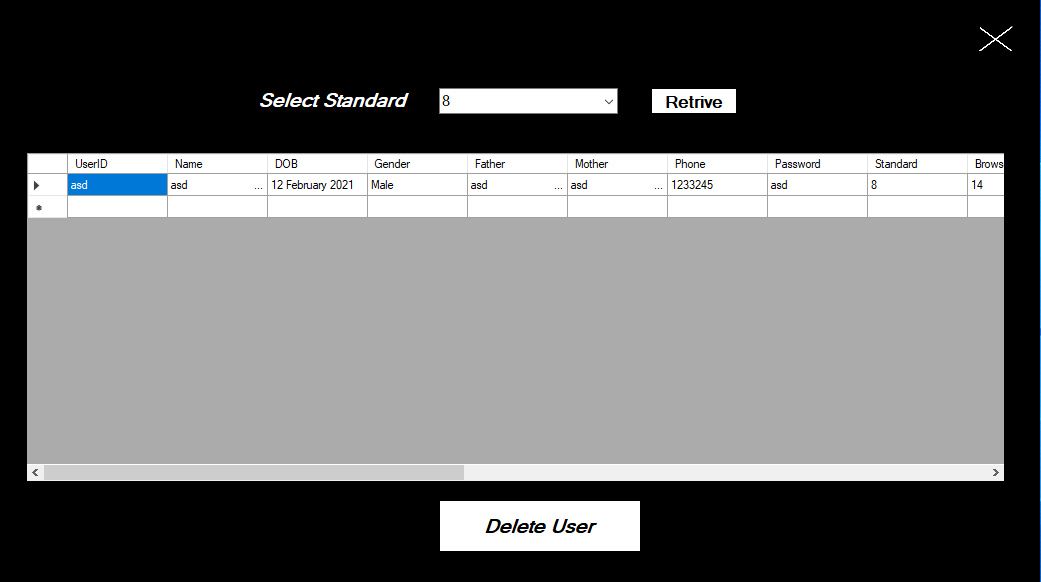 Select Standard 8 Retrive
UserID Name DOB Gender Father Mother Phone Password Standard Brows
asd asd ... 12 February 2021 Male asd ... asd ... 1233245 asd 8 14
Delete User